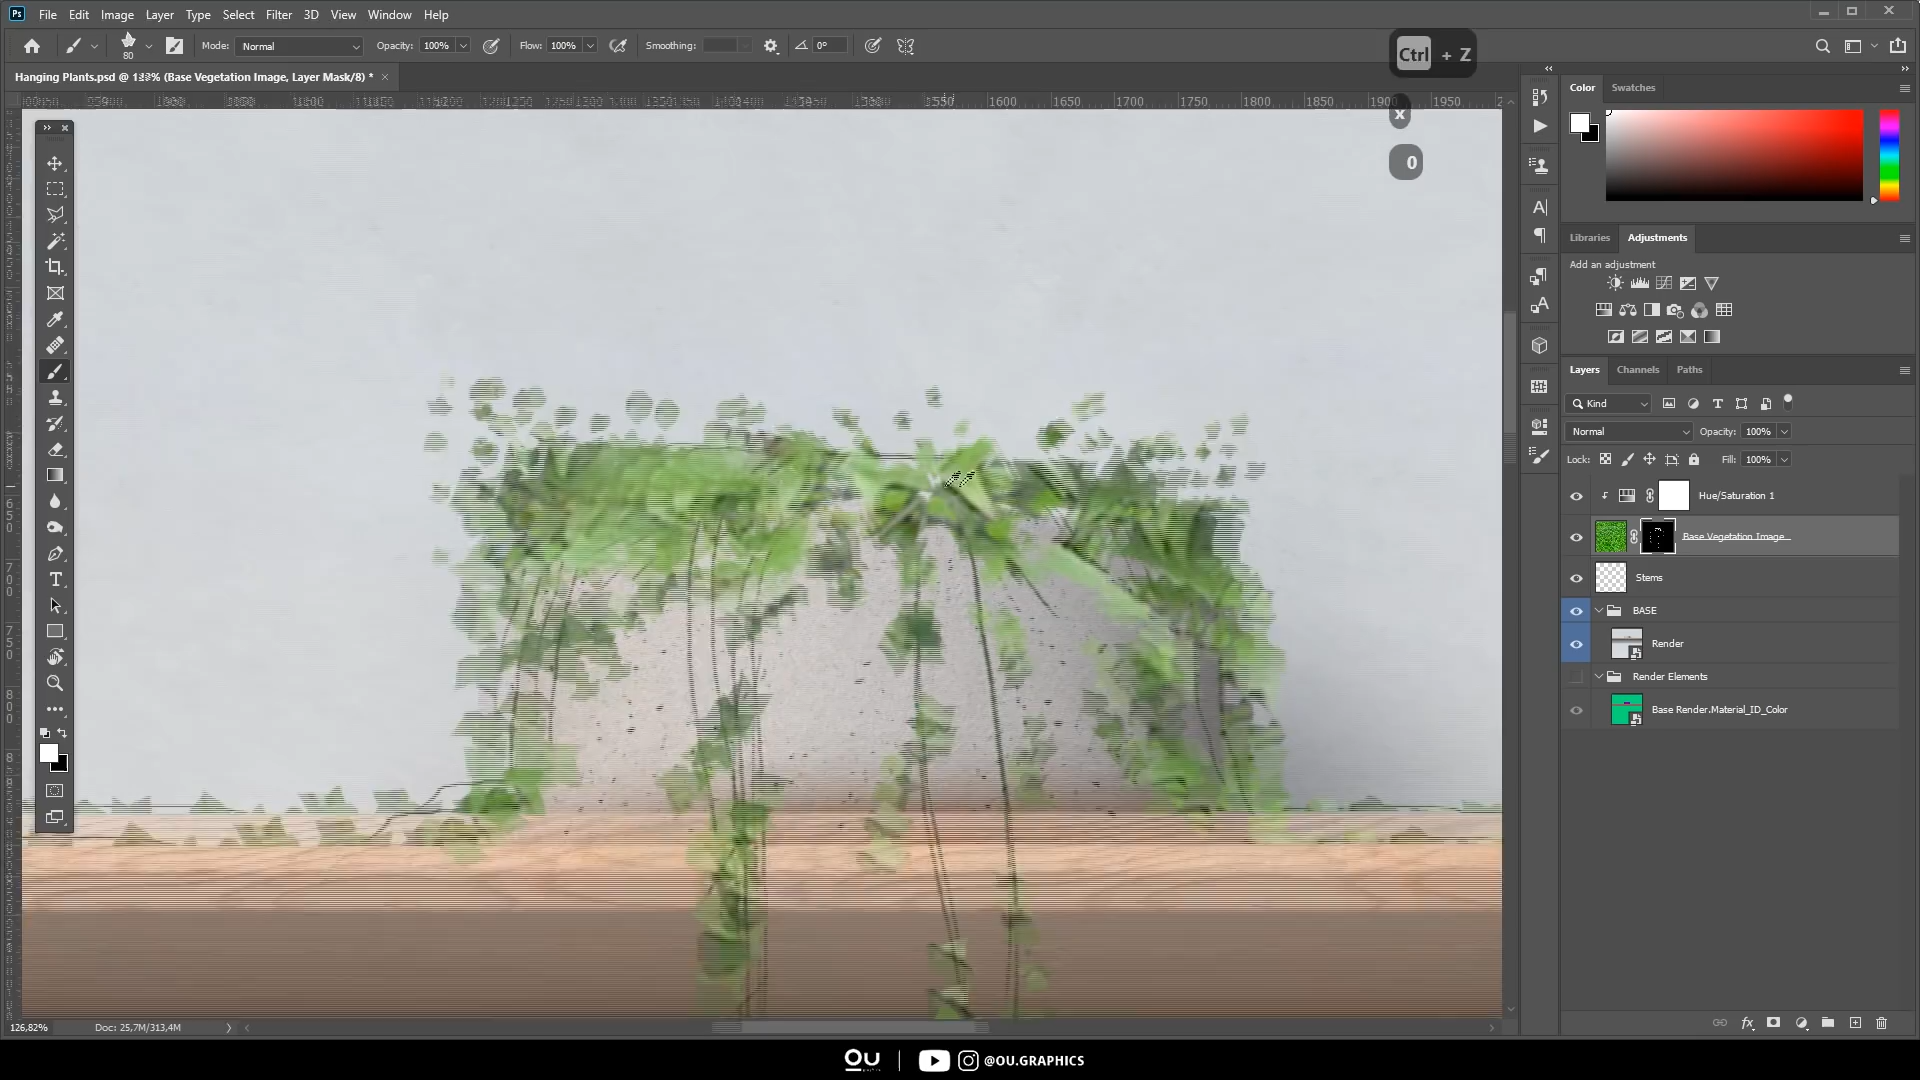 Ps File Edit Image Layer Type Select Filter 3D View Window Help
80 Mode: Normal Opacity: 100% Flow: 100% Smoothing: 0°
Ctrl + Z
Hanging Plants.psd @ (Base Vegetation Image, Layer Mask/8) *
1550 1600 1650 1700 1750 1800 1850 1900 1950
x
0
Color Swatches
Libraries Adjustments
Add an adjustment
Layers Channels Paths
Kind
Normal Opacity: 100%
Lock: Fill: 100%
Hue/Saturation 1
Base Vegetation Image
Stems
BASE
Render
Render Elements
Base Render.Material_ID_Color
126,82% Doc: 25,7M/313,4M
OU @OU.GRAPHICS